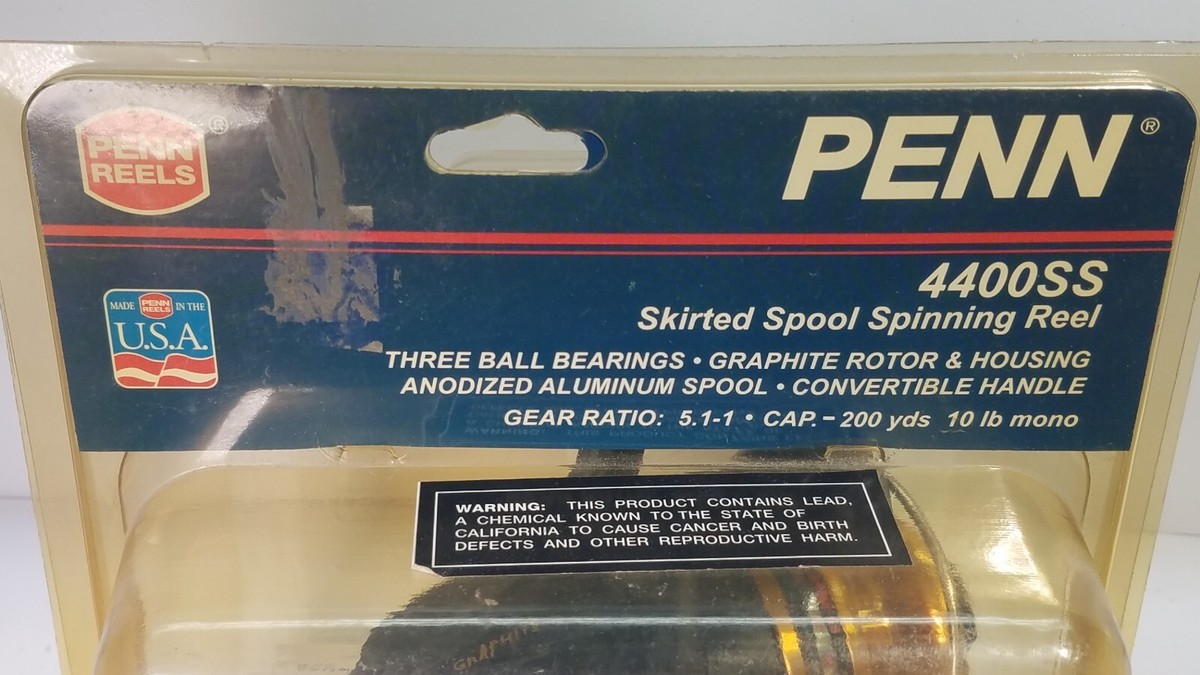 PENN
REELS
®
PENN®
4400SS
Skirted Spool Spinning Reel
MADE PENN REELS IN THE
U.S.A.
THREE BALL BEARINGS • GRAPHITE ROTOR & HOUSING
ANODIZED ALUMINUM SPOOL • CONVERTIBLE HANDLE
GEAR RATIO: 5.1-1 • CAP.– 200 yds 10 lb mono
WARNING: THIS PRODUCT CONTAINS LEAD,
A CHEMICAL KNOWN TO THE STATE OF
CALIFORNIA TO CAUSE CANCER AND BIRTH
DEFECTS AND OTHER REPRODUCTIVE HARM.
GRAPHITE